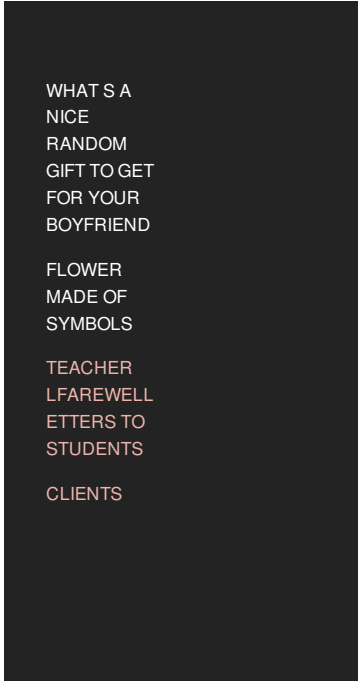 WHAT S A
NICE
RANDOM
GIFT TO GET
FOR YOUR
BOYFRIEND
FLOWER
MADE OF
SYMBOLS
TEACHER
LFAREWELL
ETTERS TO
STUDENTS
CLIENTS